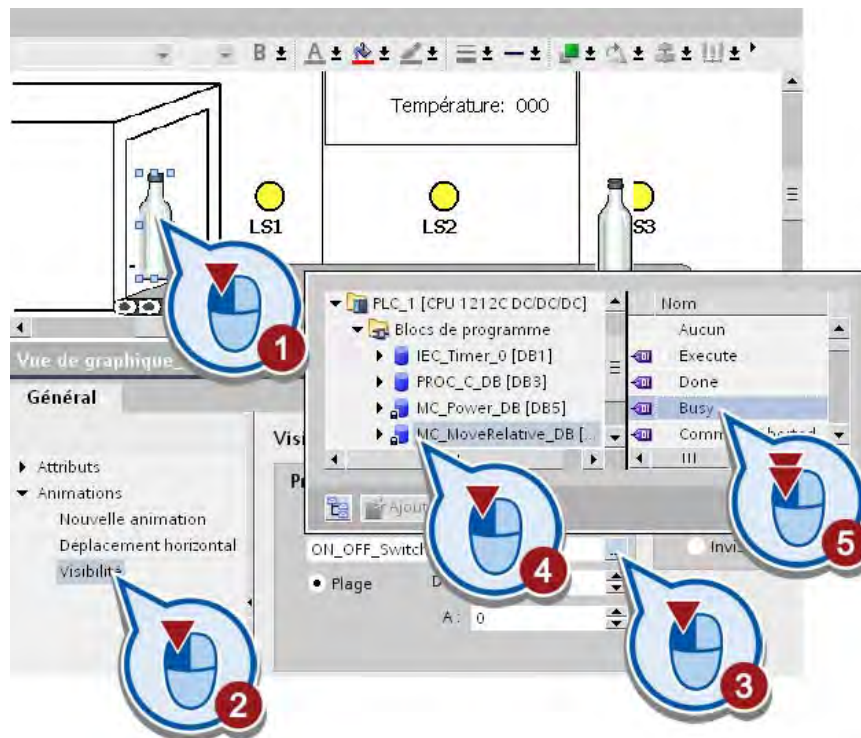 B A
Température: 000
LS1 LS2 S3
1
PLC_1 [CPU 1212C DC/DC/DC]
Blocs de programme
IEC_Timer_0 [DB1]
PROC_C_DB [DB3]
MC_Power_DB [DB5]
MC_MoveRelative_DB [...
Nom
Aucun
Execute
Done
Busy
Comm
Ajout
5
4
Vue de graphique_
Général
Attributs
Animations
Nouvelle animation
Déplacement horizontal
Visibilité
2
Visi
P
ON_OFF_Switch
...
Invis
Plage D
A : 0
3